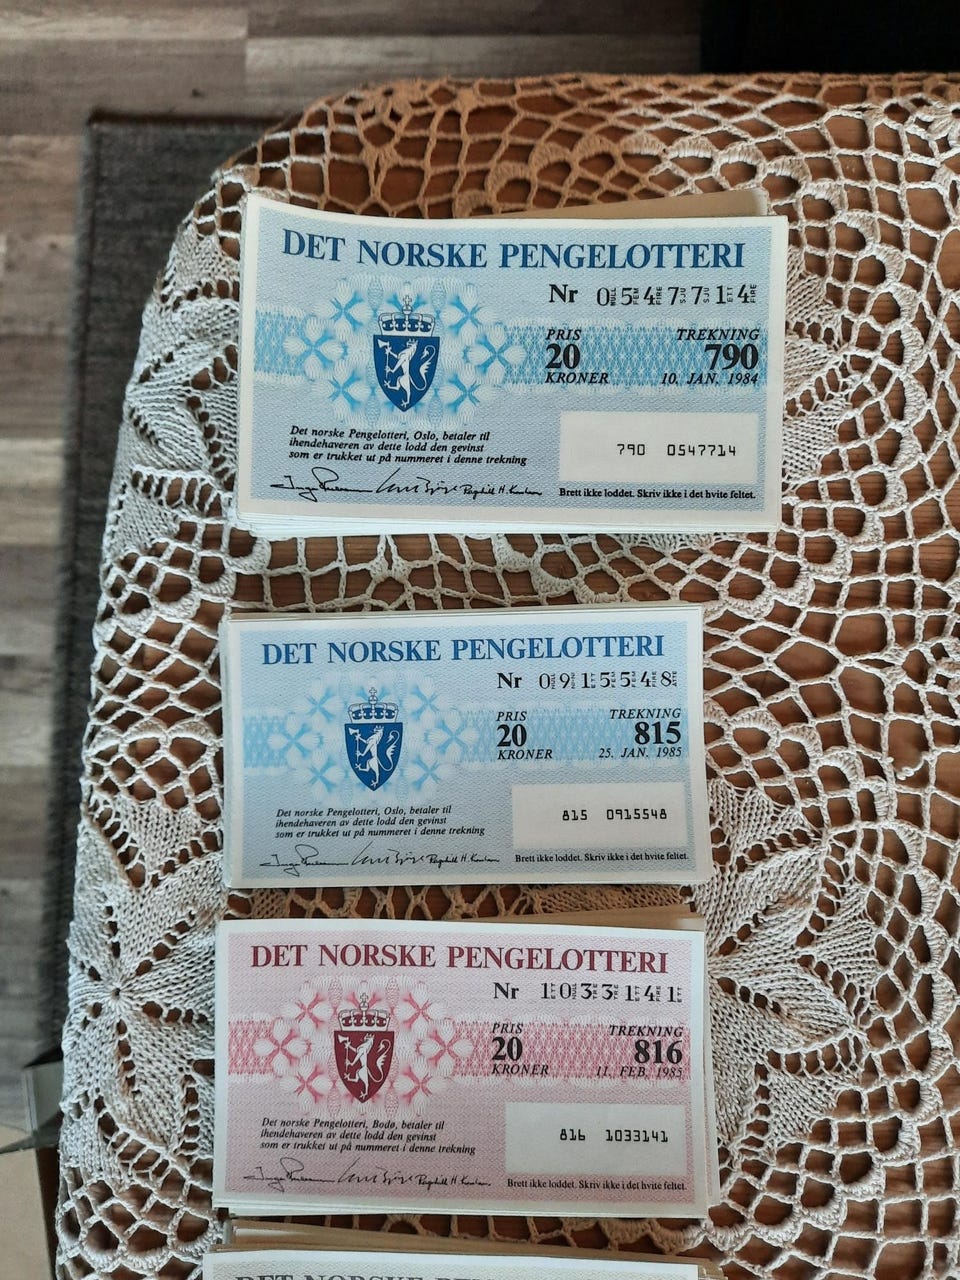 DET NORSKE PENGELOTTERI
Nr 0547714
PRIS TREKNING
20 790
KRONER 10. JAN. 1984
Det norske Pengelotteri, Oslo, betaler til
ihendehaveren av dette lodd den gevinst
som er trukket ut på nummeret i denne trekning
790 0547714
Brett ikke loddet. Skriv ikke i det hvite feltet.
DET NORSKE PENGELOTTERI
Nr 0915548
PRIS TREKNING
20 815
KRONER 25. JAN. 1985
Det norske Pengelotteri, Oslo, betaler til
ihendehaveren av dette lodd den gevinst
som er trukket ut på nummeret i denne trekning
815 0915548
Brett ikke loddet. Skriv ikke i det hvite feltet.
DET NORSKE PENGELOTTERI
Nr 1033141
PRIS TREKNING
20 816
KRONER 11. FEB. 1985
Det norske Pengelotteri, Bodø, betaler til
ihendehaveren av dette lodd den gevinst
som er trukket ut på nummeret i denne trekning
816 1033141
Brett ikke loddet. Skriv ikke i det hvite feltet.
DET NORSKE